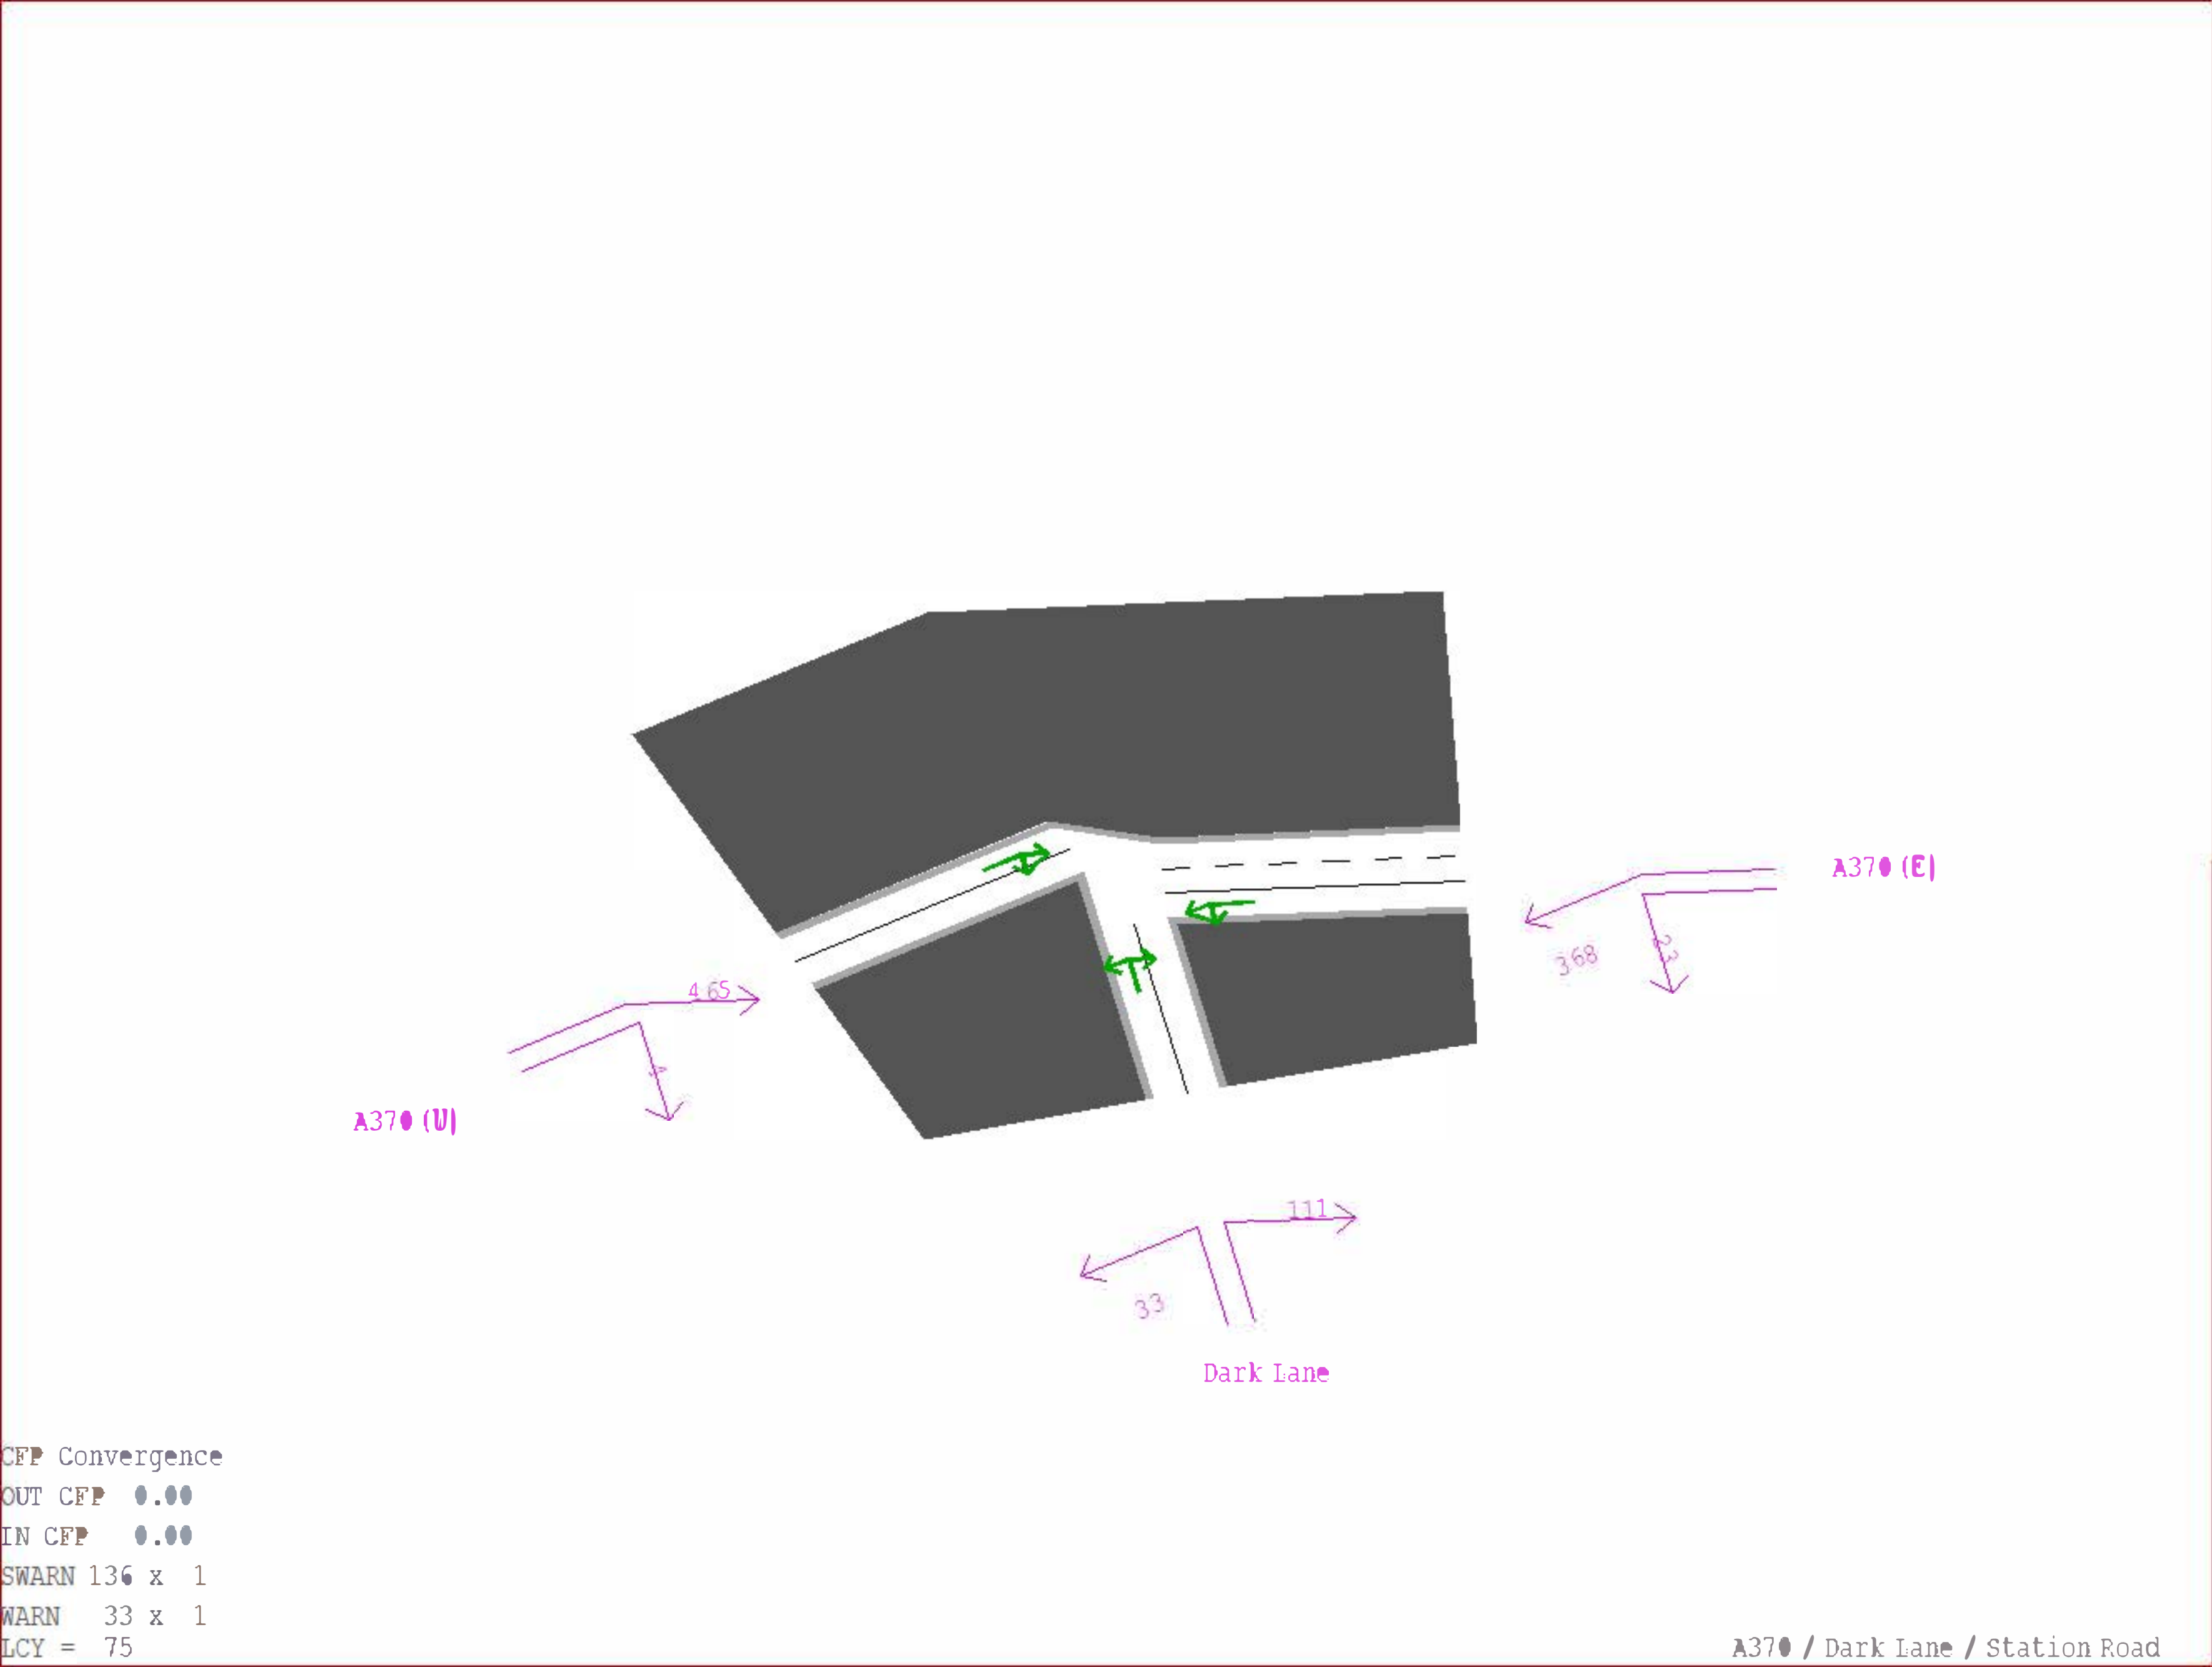 A370 (E)
368
23
465
4
A370 (W)
111
33
Dark Lane
CFP Convergence
OUT CFP 0.00
IN CFP 0.00
SWARN 136 x 1
WARN 33 x 1
LCY = 75
A370 / Dark Lane / Station Road